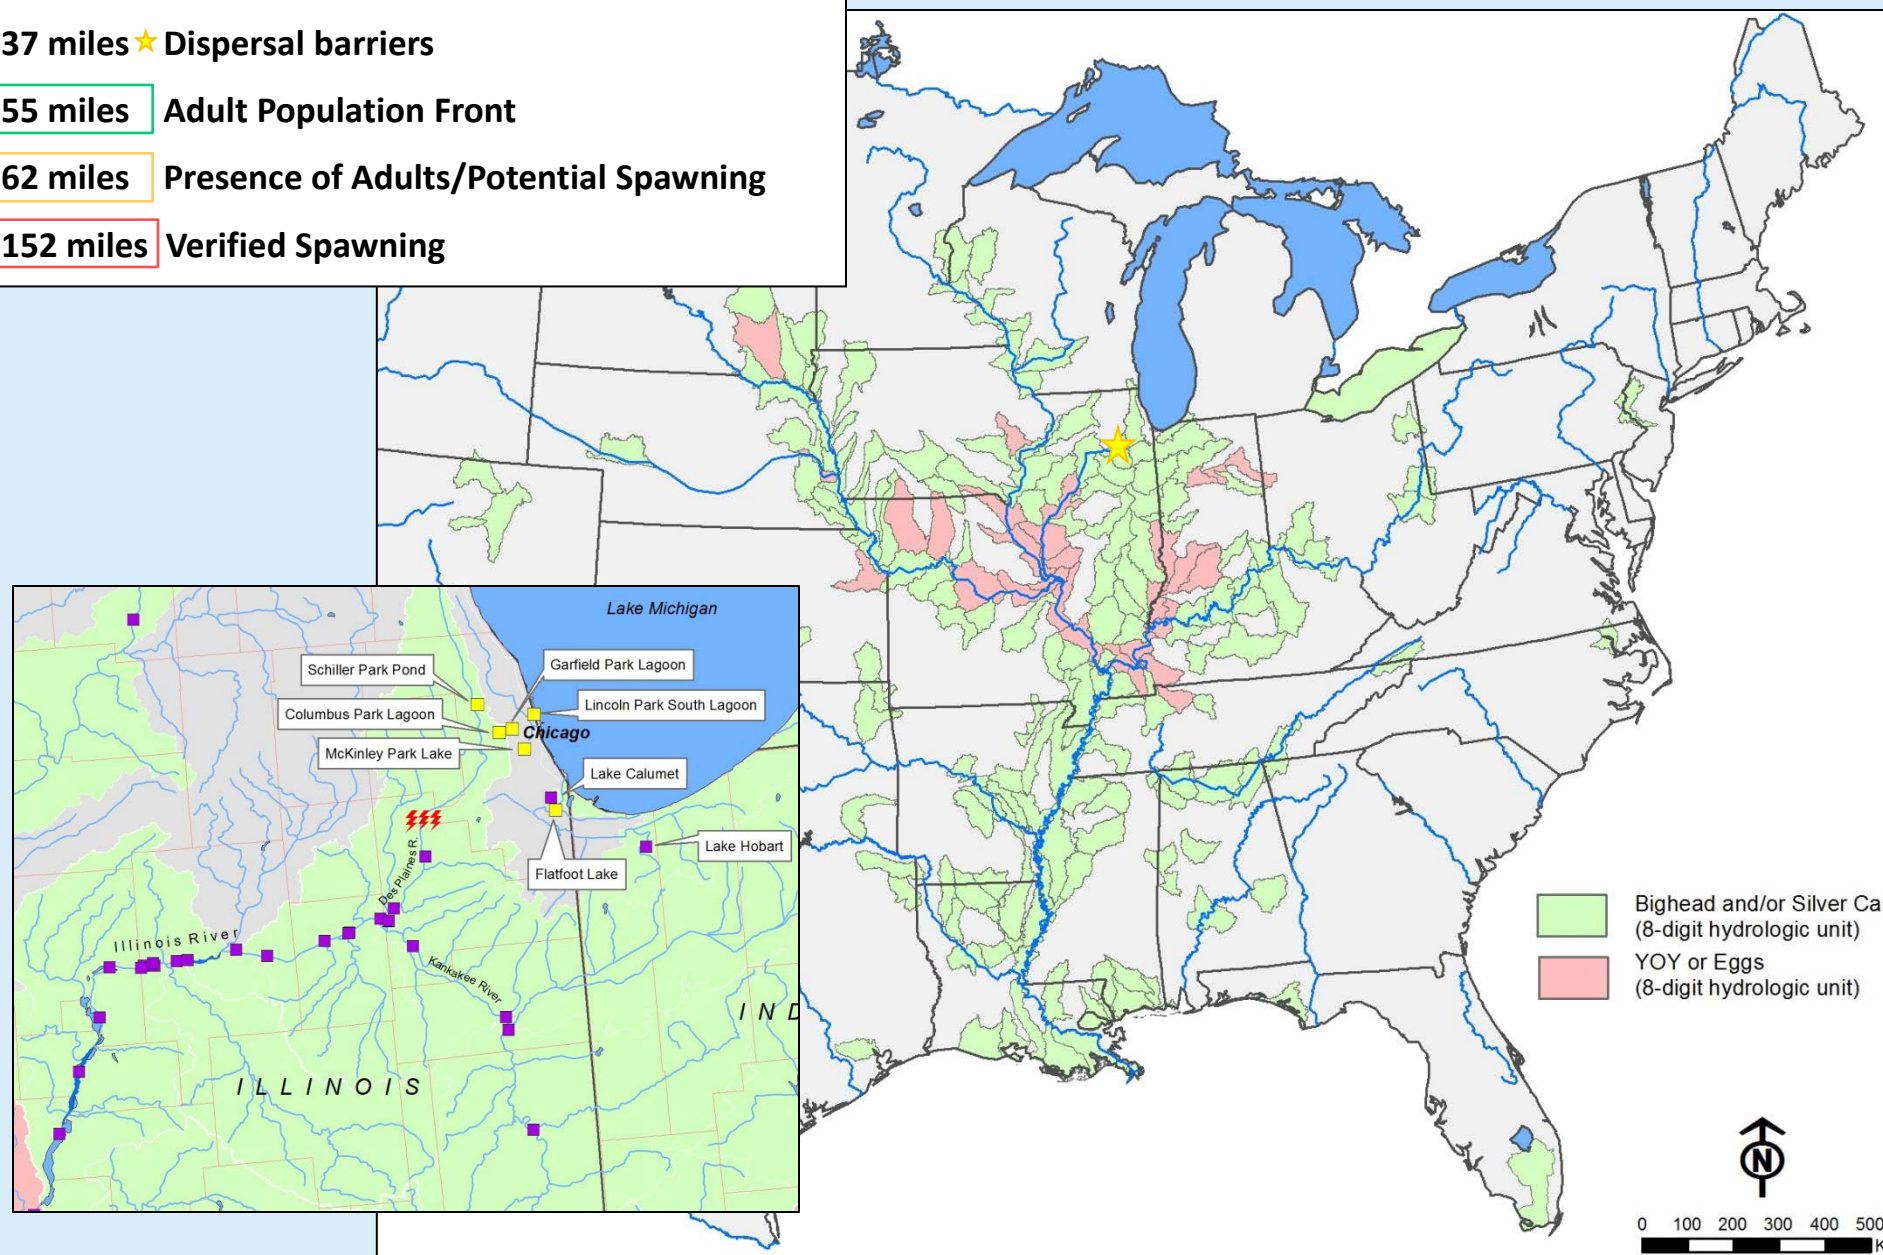 37 miles Dispersal barriers
55 miles Adult Population Front
62 miles Presence of Adults/Potential Spawning
152 miles Verified Spawning
Lake Michigan
Schiller Park Pond
Garfield Park Lagoon
Columbus Park Lagoon
Lincoln Park South Lagoon
Chicago
McKinley Park Lake
Lake Calumet
Lake Hobart
Flatfoot Lake
Des Plaines R.
Illinois River
Kankakee River
IND
ILLINOIS
Bighead and/or Silver Ca
(8-digit hydrologic unit)
YOY or Eggs
(8-digit hydrologic unit)
N
0 100 200 300 400 500
K